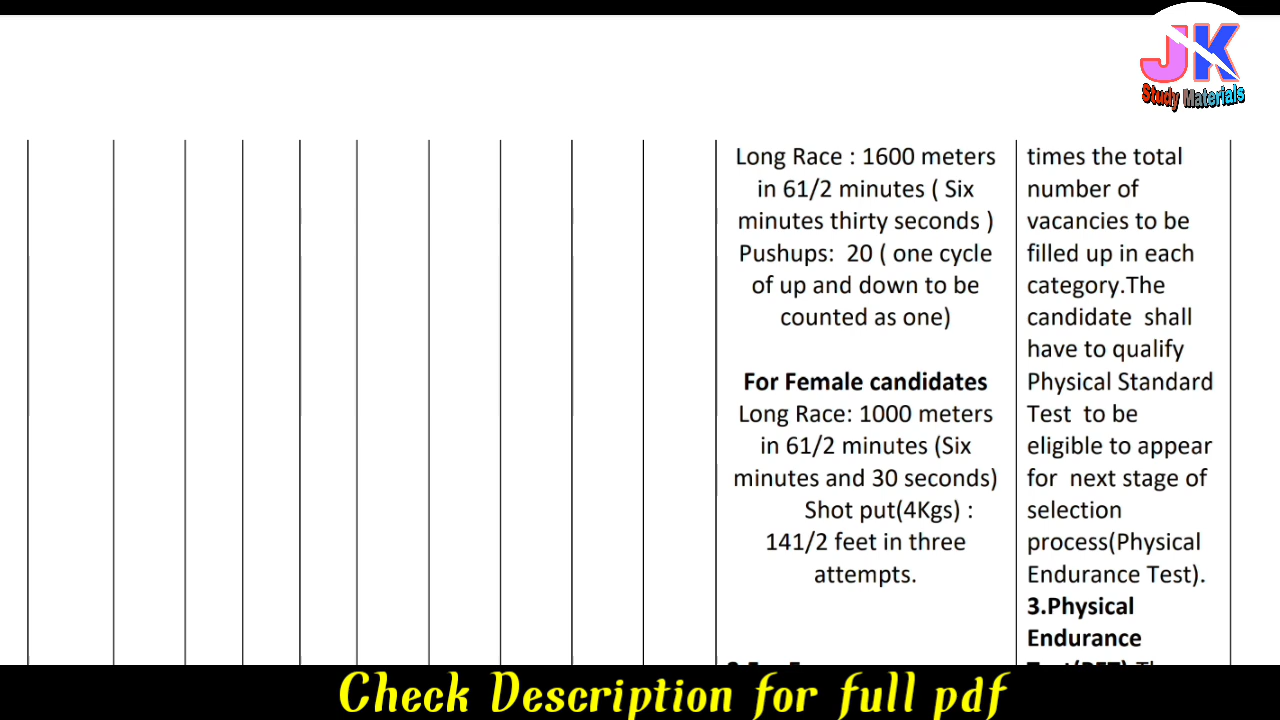 JK
Study Materials
Long Race : 1600 meters
in 61/2 minutes ( Six
minutes thirty seconds )
Pushups: 20 ( one cycle
of up and down to be
counted as one)
For Female candidates
Long Race: 1000 meters
in 61/2 minutes (Six
minutes and 30 seconds)
Shot put(4Kgs) :
141/2 feet in three
attempts.
times the total
number of
vacancies to be
filled up in each
category.The
candidate shall
have to qualify
Physical Standard
Test to be
eligible to appear
for next stage of
selection
process(Physical
Endurance Test).
3.Physical
Endurance
Check Description for full pdf